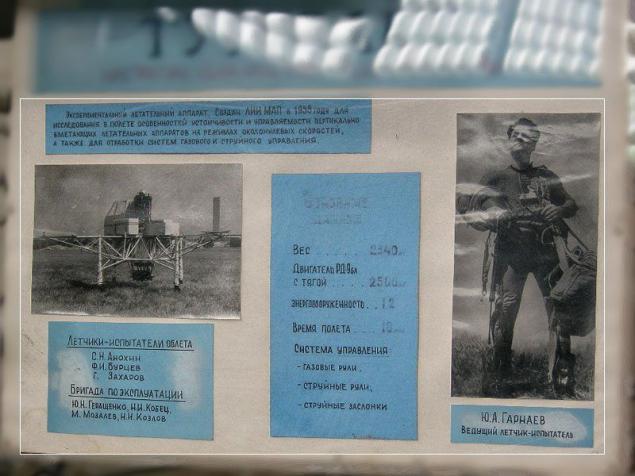 Экспериментальный летательный аппарат. Создан ЛИИ МАП в 1955 году для
исследования в полете особенностей устойчивости и управляемости вертикально
взлетающих летательных аппаратов на режимах околонулевых скоростей,
а также для отработки систем газового и струйного управления.
Основные
данные
Вес . . . . . 2340
Двигатель РД-9бл
с тягой . . . . 2500
Энерговооруженность . . 1.2
Время полета . . . . 10
Система управления
- газовые рули,
- струйные рули,
- струйные заслонки
Летчики-испытатели облета
С.Н. Анохин
Ф.И. Бурцев
Г. Захаров
Бригада по эксплуатации
Ю.Н. Геращенко, Н.И. Кобец,
М. Мозалев, Н.И. Козлов
Ю.А. Гарнаев
Ведущий летчик-испытатель